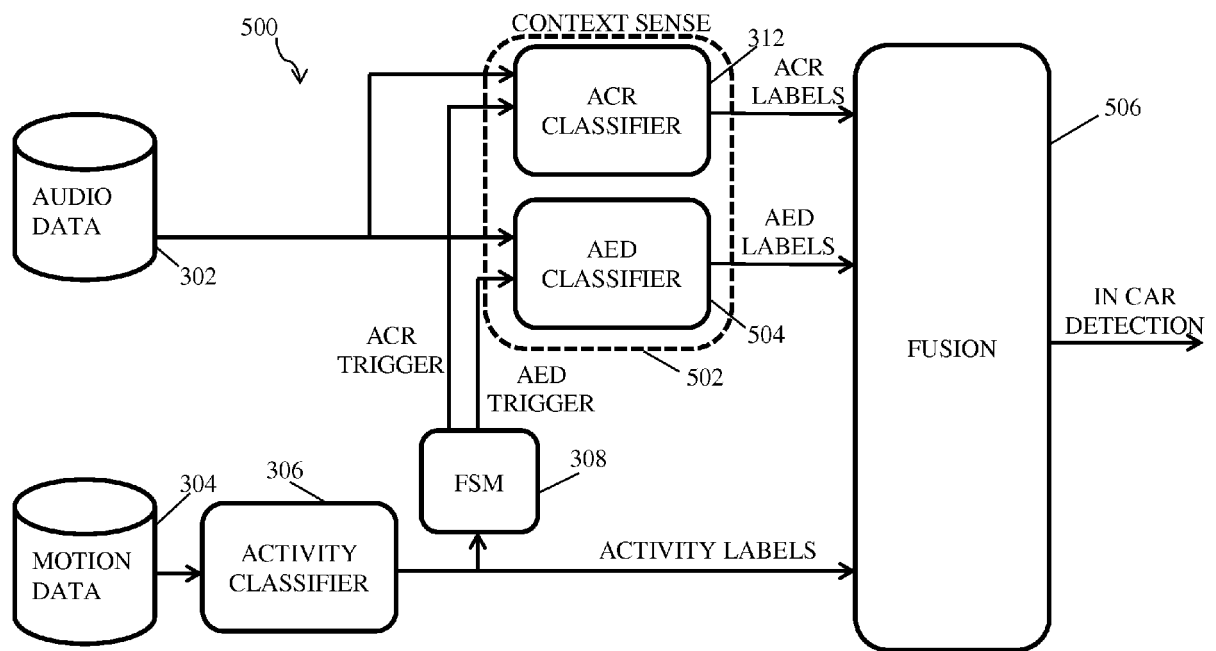 500
CONTEXT SENSE
312
ACR
CLASSIFIER
ACR
LABELS
506
AUDIO
DATA
302
AED
CLASSIFIER
AED
LABELS
504
502
ACR
TRIGGER
AED
TRIGGER
FUSION
IN CAR
DETECTION
304
306
FSM
308
MOTION
DATA
ACTIVITY
CLASSIFIER
ACTIVITY LABELS